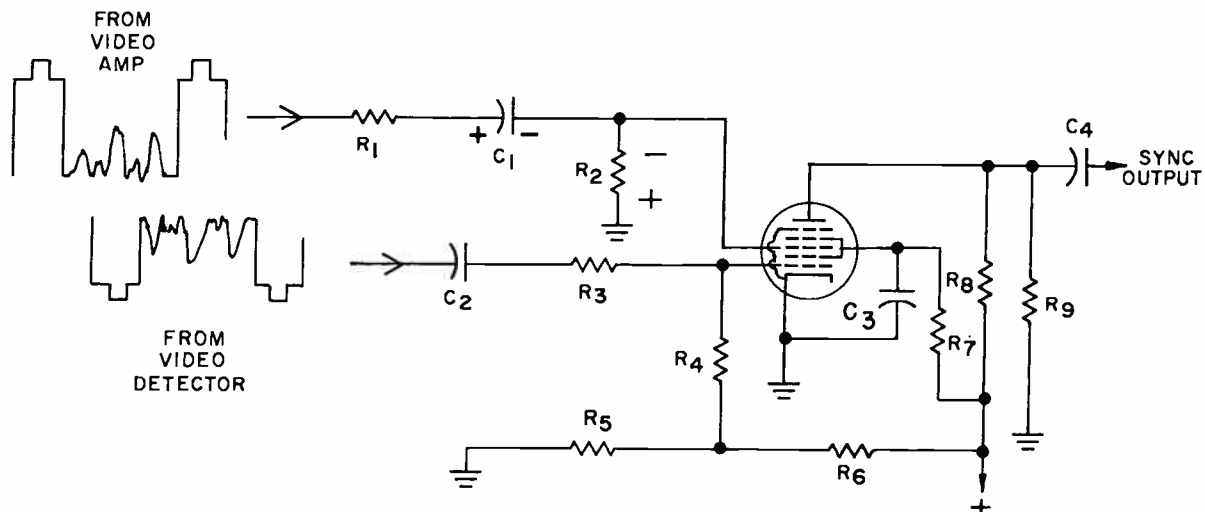 FROM
VIDEO
AMP
R1
+
C1
-
R2
-
+
C4
SYNC
OUTPUT
C2
R3
C3
R8
R9
R7
R4
FROM
VIDEO
DETECTOR
R5
R6
+